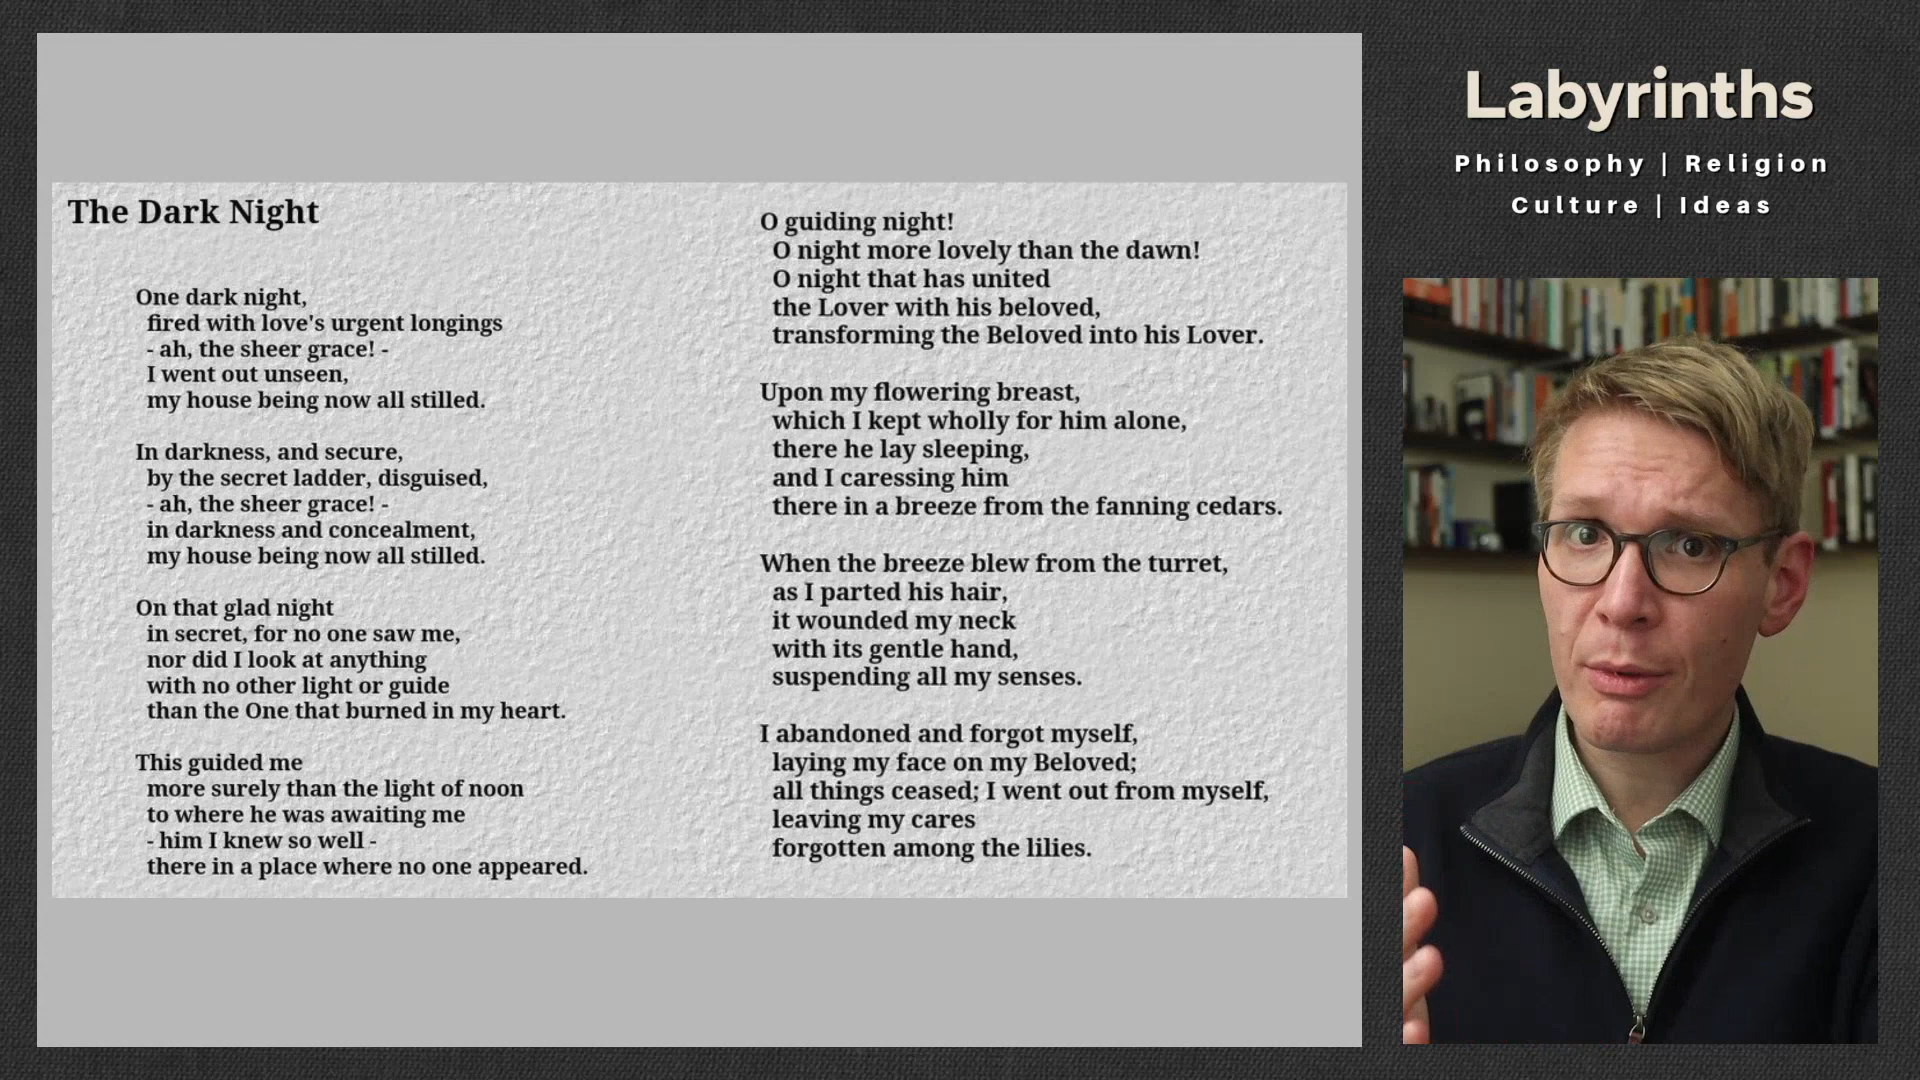 The Dark Night
One dark night,
fired with love's urgent longings
- ah, the sheer grace! -
I went out unseen,
my house being now all stilled.
In darkness, and secure,
by the secret ladder, disguised,
- ah, the sheer grace! -
in darkness and concealment,
my house being now all stilled.
On that glad night
in secret, for no one saw me,
nor did I look at anything
with no other light or guide
than the One that burned in my heart.
This guided me
more surely than the light of noon
to where he was awaiting me
- him I knew so well -
there in a place where no one appeared.
O guiding night!
O night more lovely than the dawn!
O night that has united
the Lover with his beloved,
transforming the Beloved into his Lover.
Upon my flowering breast,
which I kept wholly for him alone,
there he lay sleeping,
and I caressing him
there in a breeze from the fanning cedars.
When the breeze blew from the turret,
as I parted his hair,
it wounded my neck
with its gentle hand,
suspending all my senses.
I abandoned and forgot myself,
laying my face on my Beloved;
all things ceased; I went out from myself,
leaving my cares
forgotten among the lilies.
Labyrinths
Philosophy | Religion
Culture | Ideas